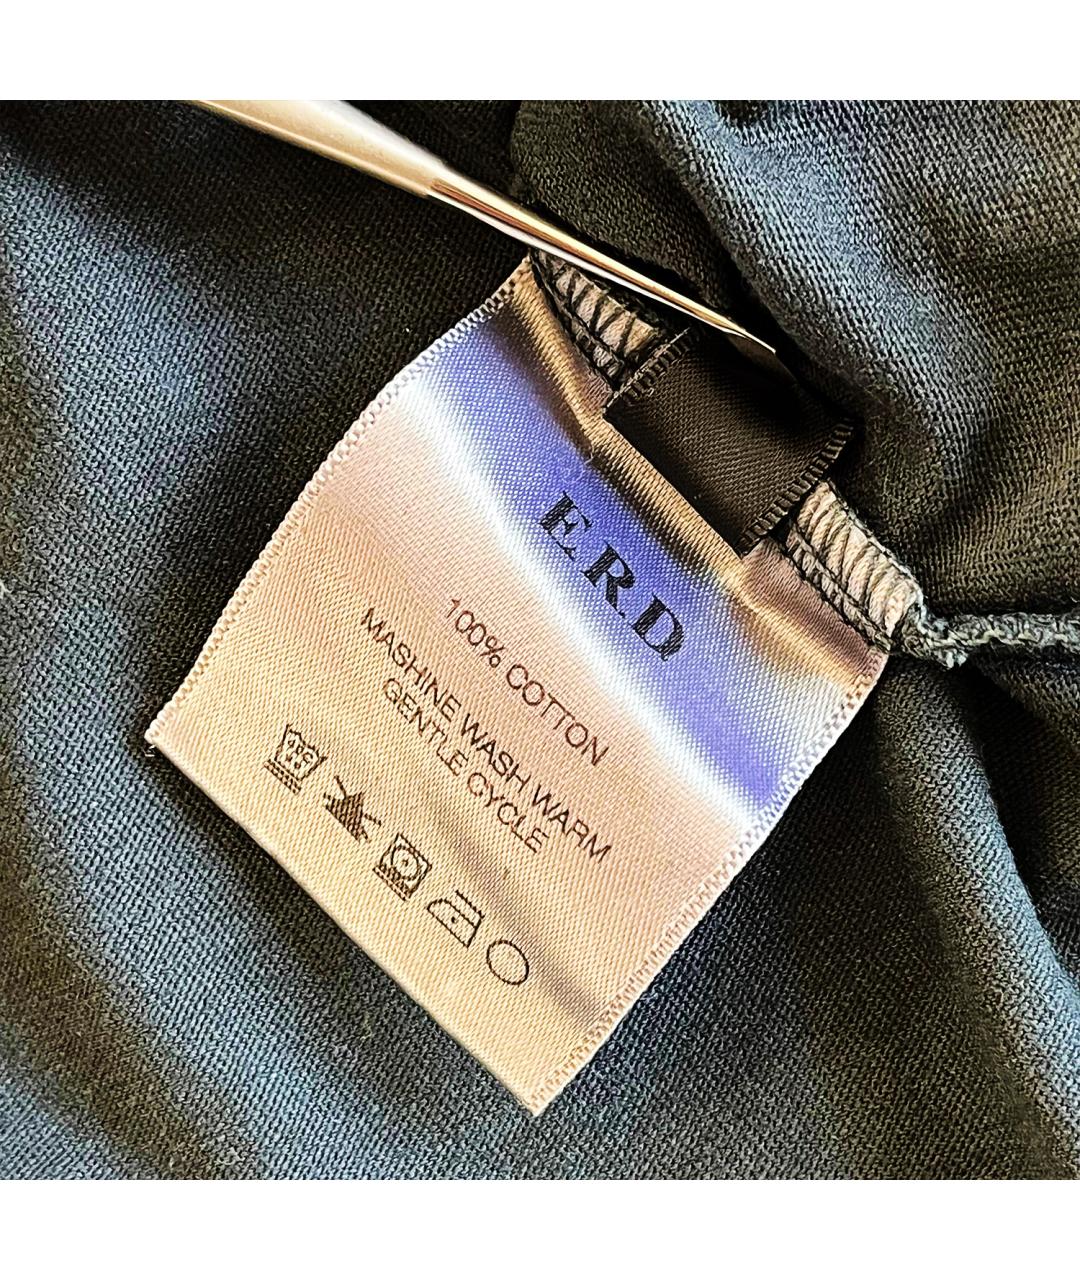 E.R.D
100% COTTON
MASHINE WASH WARM
GENTLE CYCLE